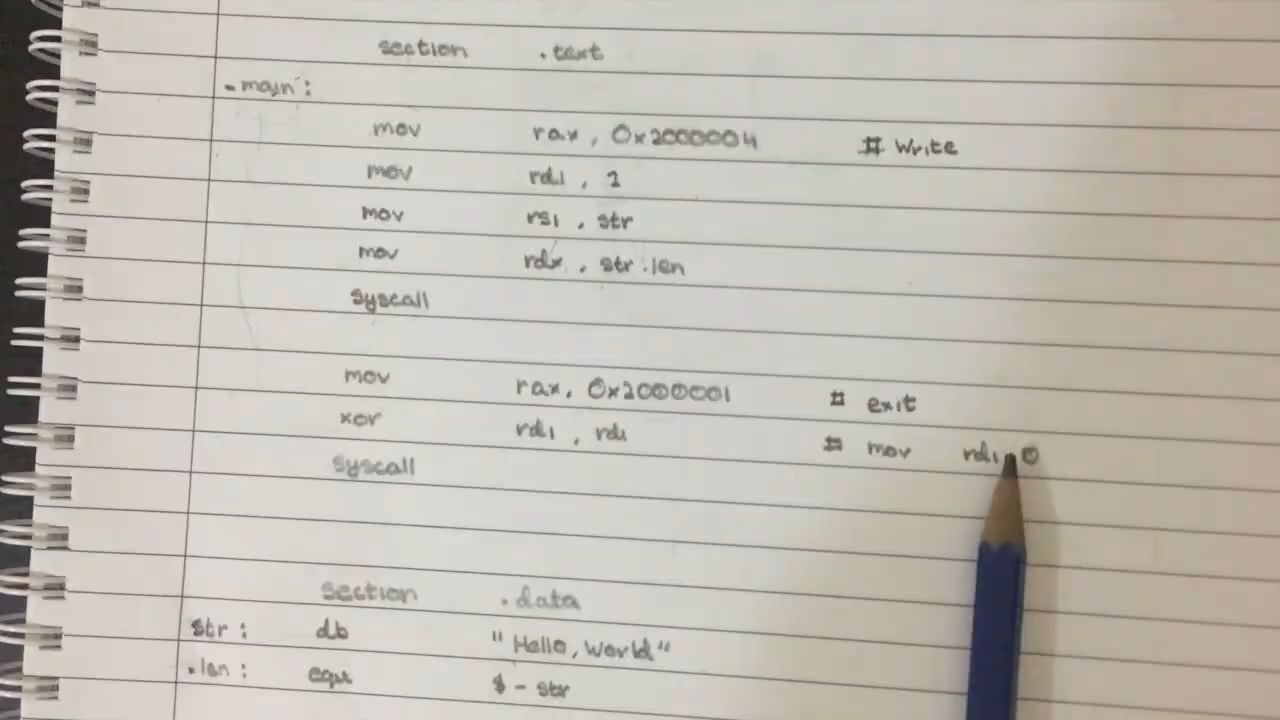 section .text
.main:
mov rax, 0x2000004 # Write
mov rdi, 1
mov rsi, str
mov rdx, str.len
syscall
mov rax, 0x2000001 # exit
xor rdi, rdi # mov rdi, 0
syscall
section .data
str: db "Hello, World"
.len: equ $ - str